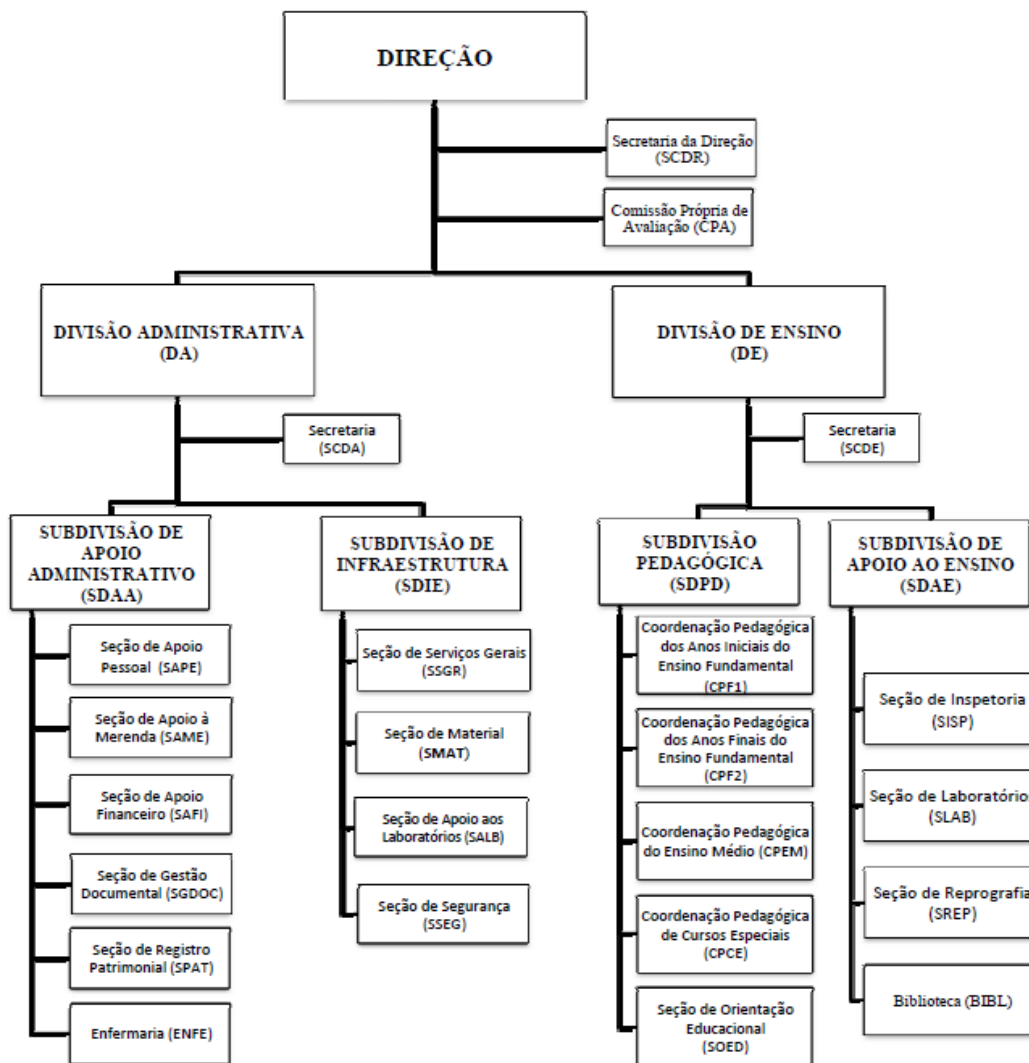 DIREÇÃO
Secretaria da Direção
(SCDR)
Comissão Própria de
Avaliação (CPA)
DIVISÃO ADMINISTRATIVA
(DA)
DIVISÃO DE ENSINO
(DE)
Secretaria
(SCDA)
Secretaria
(SCDE)
SUBDIVISÃO DE
APOIO
ADMINISTRATIVO
(SDAA)
SUBDIVISÃO DE
INFRAESTRUTURA
(SDIE)
SUBDIVISÃO
PEDAGÓGICA
(SDPD)
SUBDIVISÃO DE
APOIO AO ENSINO
(SDAE)
Seção de Apoio
Pessoal (SAPE)
Seção de Apoio à
Merenda (SAME)
Seção de Apoio
Financeiro (SAFI)
Seção de Gestão
Documental (SGDOC)
Seção de Registro
Patrimonial (SPAT)
Enfermaria (ENFE)
Seção de Serviços Gerais
(SSGR)
Seção de Material
(SMAT)
Seção de Apoio aos
Laboratórios (SALB)
Seção de Segurança
(SSEG)
Coordenação Pedagógica
dos Anos Iniciais do
Ensino Fundamental
(CPF1)
Coordenação Pedagógica
dos Anos Finais do
Ensino Fundamental
(CPF2)
Coordenação Pedagógica
do Ensino Médio (CPEM)
Coordenação Pedagógica
de Cursos Especiais
(CPCE)
Seção de Orientação
Educacional
(SOED)
Seção de Inspetoria
(SISP)
Seção de Laboratórios
(SLAB)
Seção de Reprografia
(SREP)
Biblioteca (BIBL)